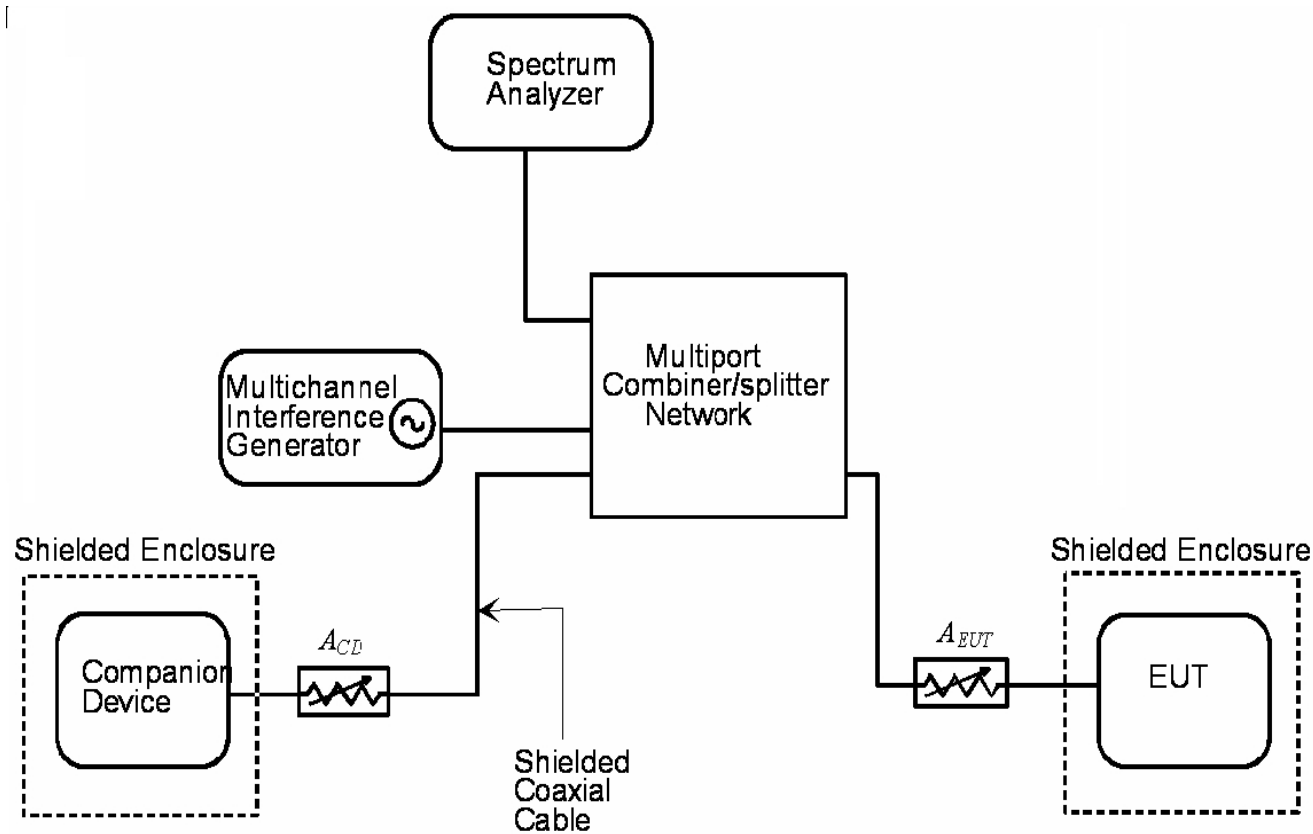 Spectrum
Analyzer
Multiport
Combiner/splitter
Network
Multichannel
Interference
Generator
Shielded Enclosure
Shielded Enclosure
A_CD
A_EUT
Companion
Device
EUT
Shielded
Coaxial
Cable